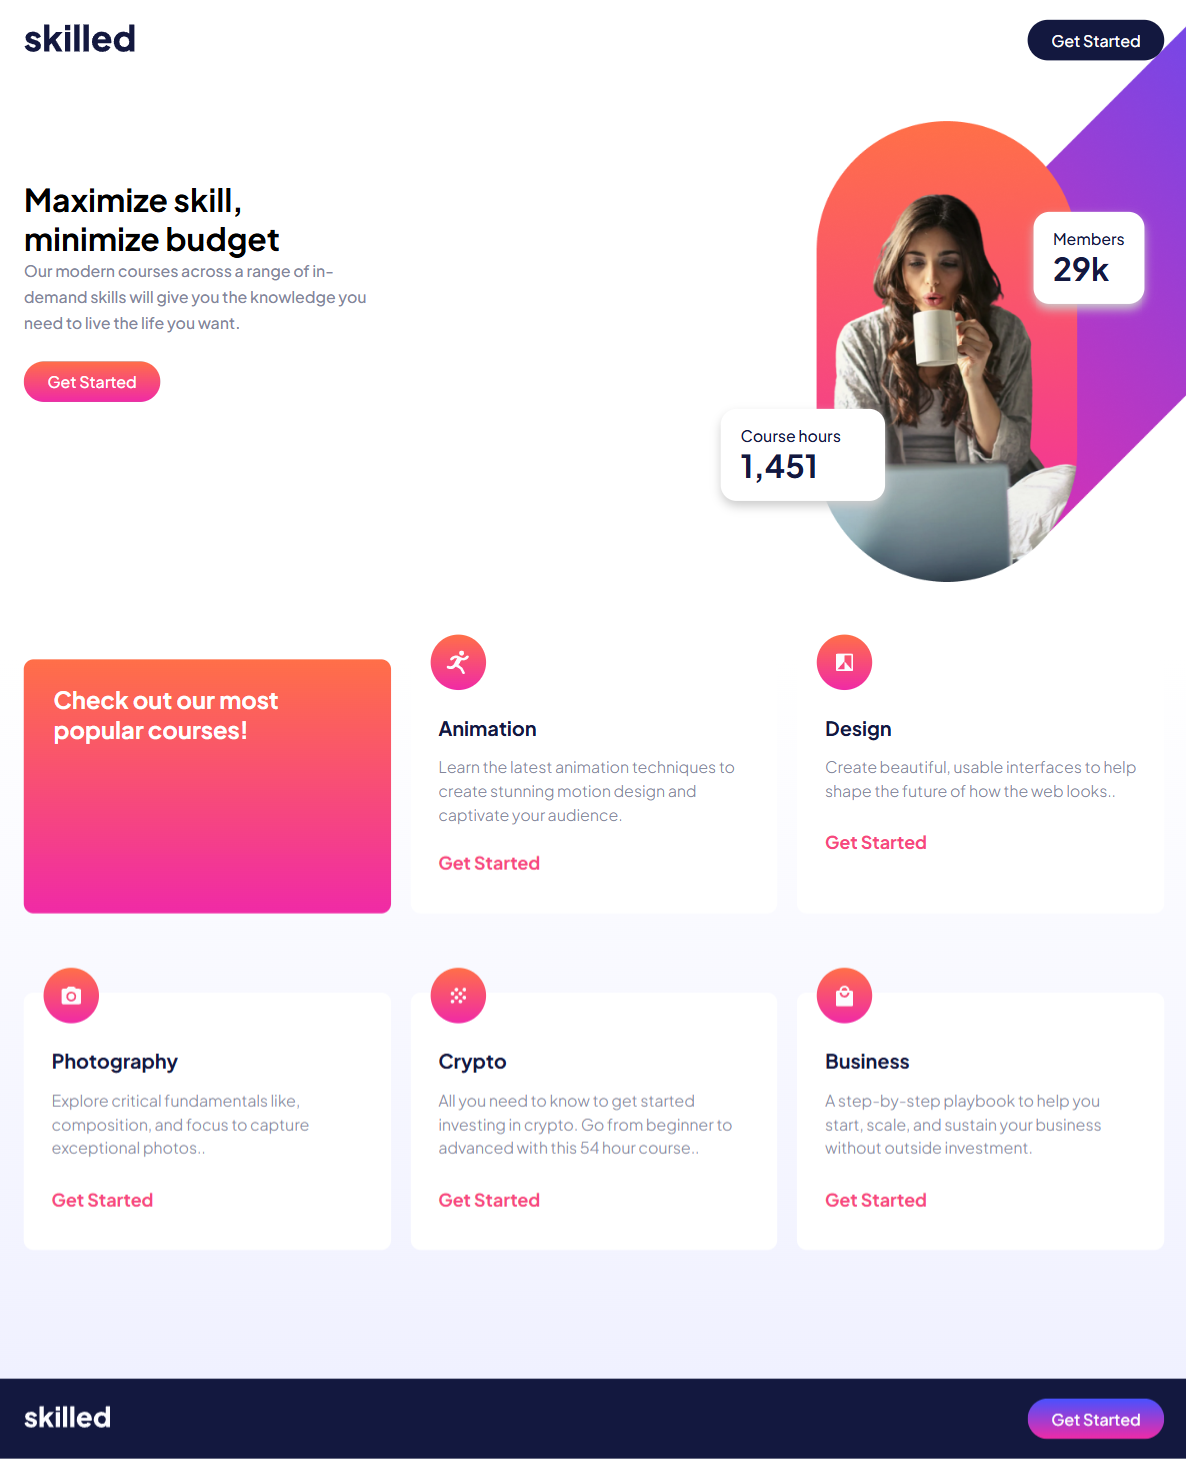 skilled
Get Started
Maximize skill,
minimize budget
Our modern courses across a range of in-
demand skills will give you the knowledge you
need to live the life you want.
Get Started
Members
29k
Course hours
1,451
Check out our most
popular courses!
Animation
Learn the latest animation techniques to
create stunning motion design and
captivate your audience.
Get Started
Design
Create beautiful, usable interfaces to help
shape the future of how the web looks..
Get Started
Photography
Explore critical fundamentals like,
composition, and focus to capture
exceptional photos..
Get Started
Crypto
All you need to know to get started
investing in crypto. Go from beginner to
advanced with this 54 hour course..
Get Started
Business
A step-by-step playbook to help you
start, scale, and sustain your business
without outside investment.
Get Started
skilled
Get Started